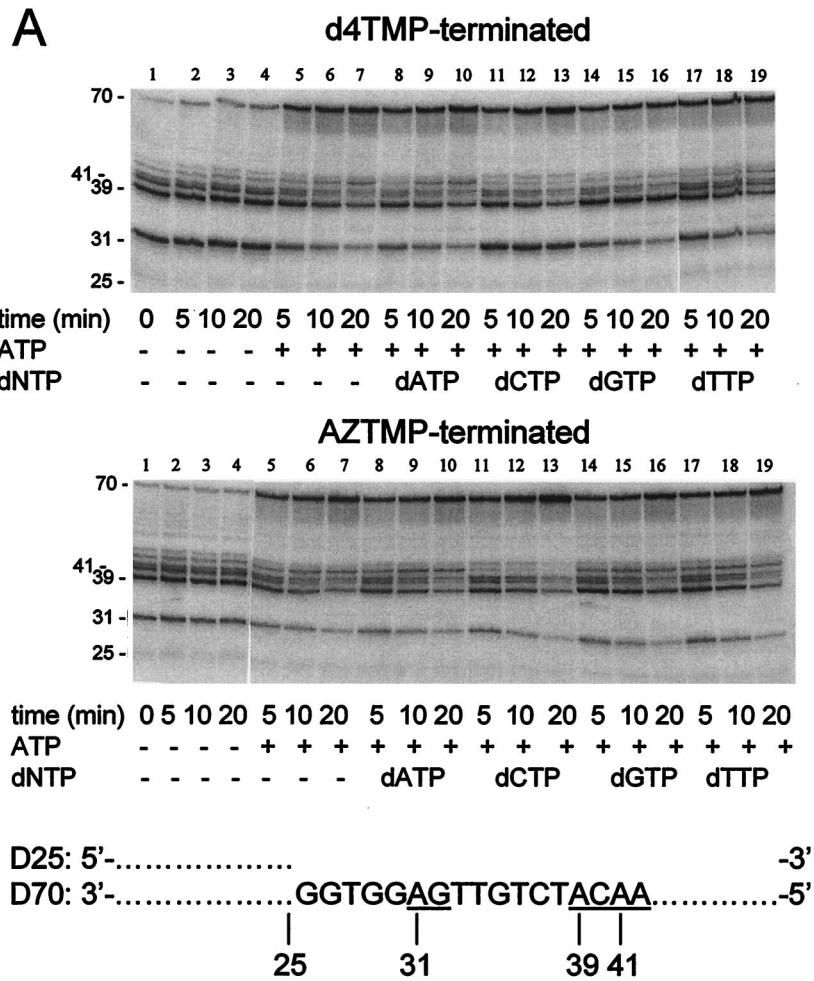 A
d4TMP-terminated
1 2 3 4 5 6 7 8 9 10 11 12 13 14 15 16 17 18 19
70 -
41-
39 -
31 -
25 -
time (min) 0 5 10 20 5 10 20 5 10 20 5 10 20 5 10 20 5 10 20
ATP - - - - + + + + + + + + + + + + + + +
dNTP - - - - - - - dATP dCTP dGTP dTTP
AZTMP-terminated
1 2 3 4 5 6 7 8 9 10 11 12 13 14 15 16 17 18 19
70 -
41-
39 -
31 -
25 -
time (min) 0 5 10 20 5 10 20 5 10 20 5 10 20 5 10 20 5 10 20
ATP - - - - + + + + + + + + + + + + + + +
dNTP - - - - - - - dATP dCTP dGTP dTTP
D25: 5'-.................. -3'
D70: 3'-..................GGTGGAGTTGTCTACAA.............-5'
25 31 39 41